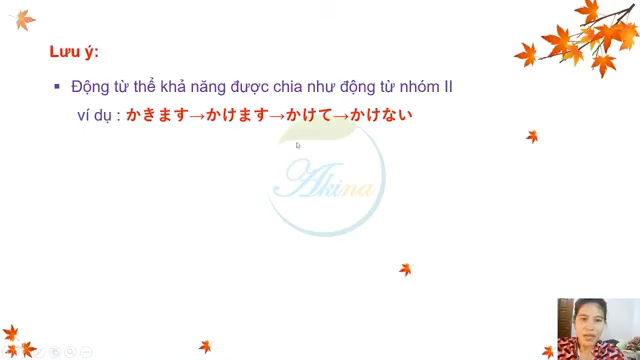 Lưu ý:
▪ Động từ thể khả năng được chia như động từ nhóm II
ví dụ : かきます→かけます→かけて→かけない
Akina